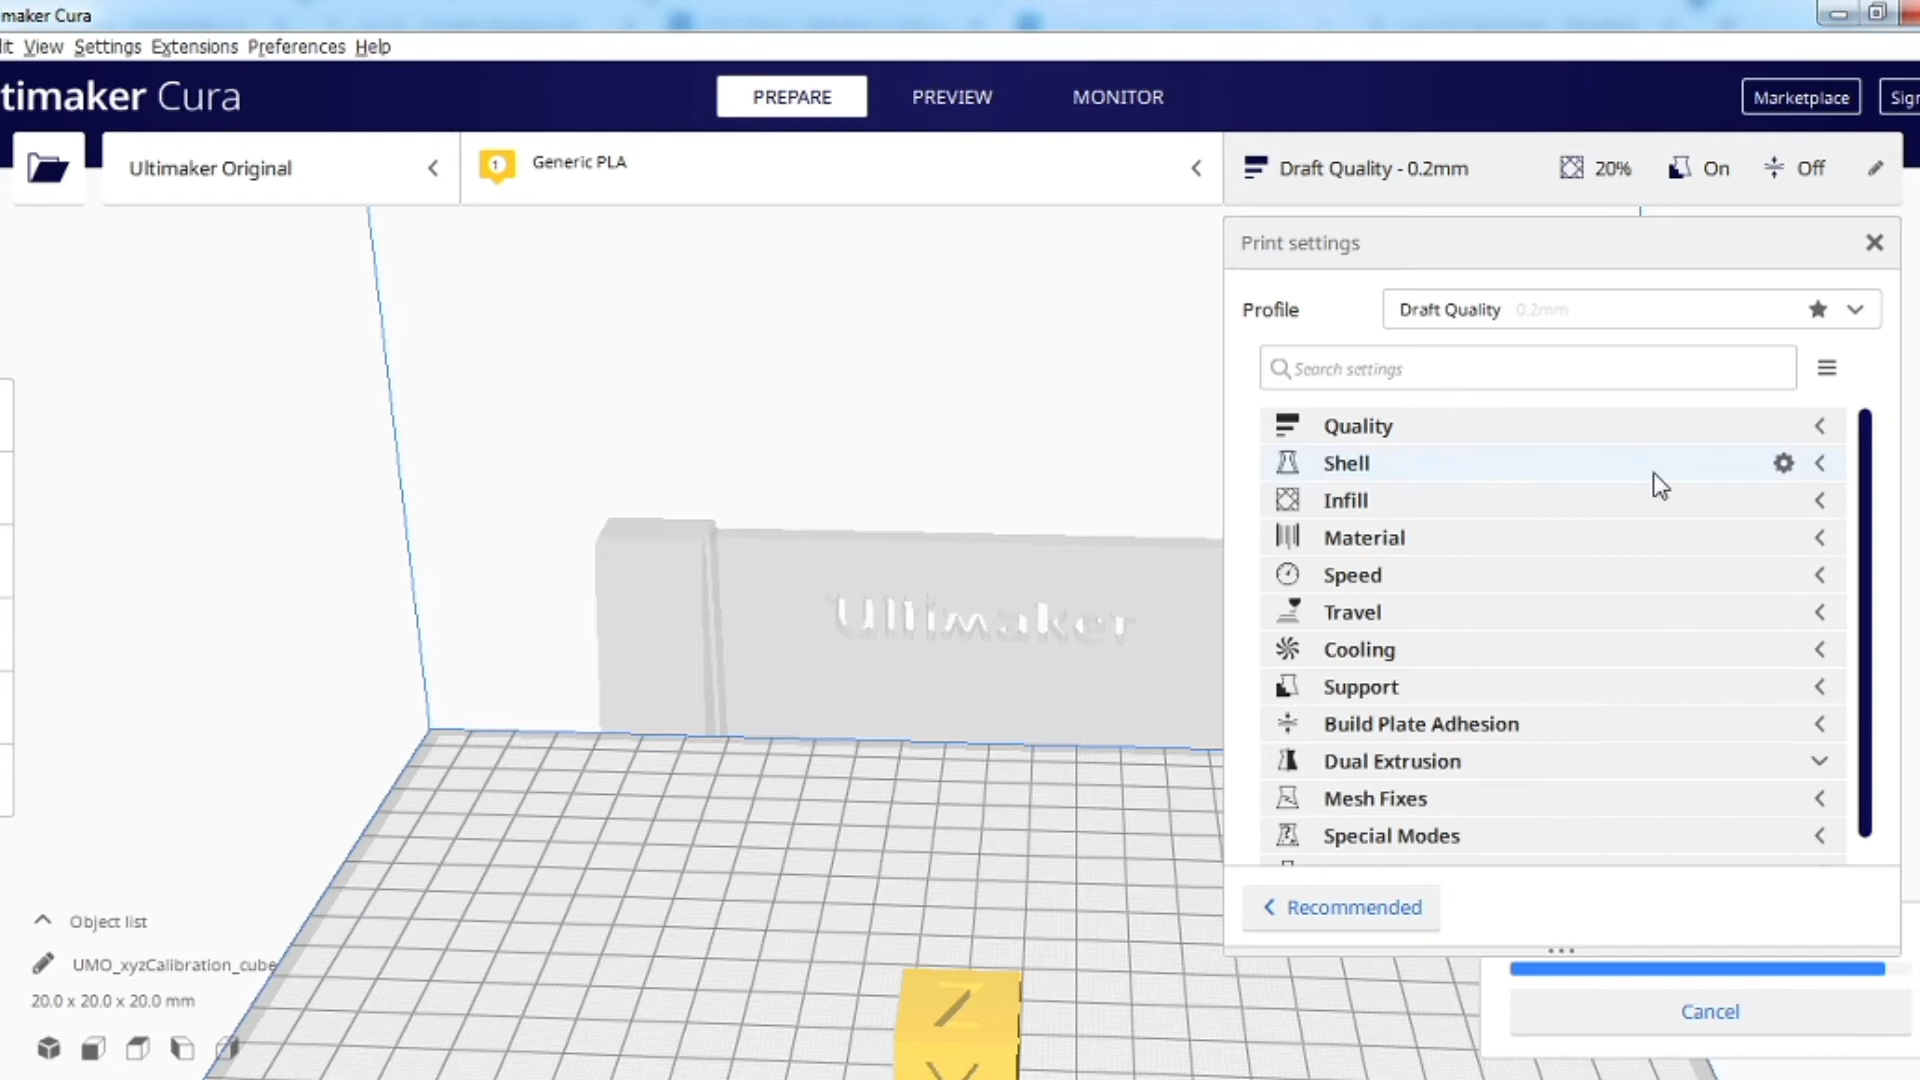 maker Cura
it View Settings Extensions Preferences Help
timaker Cura
PREPARE PREVIEW MONITOR
Marketplace
Sign
Ultimaker Original
1 Generic PLA
Draft Quality - 0.2mm 20% On Off
Print settings
Profile Draft Quality 0.2mm
Search settings
Quality
Shell
Infill
Material
Speed
Travel
Cooling
Support
Build Plate Adhesion
Dual Extrusion
Mesh Fixes
Special Modes
Recommended
Ultimaker
Object list
UMO_xyzCalibration_cube
20.0 x 20.0 x 20.0 mm
Z
Y
Cancel